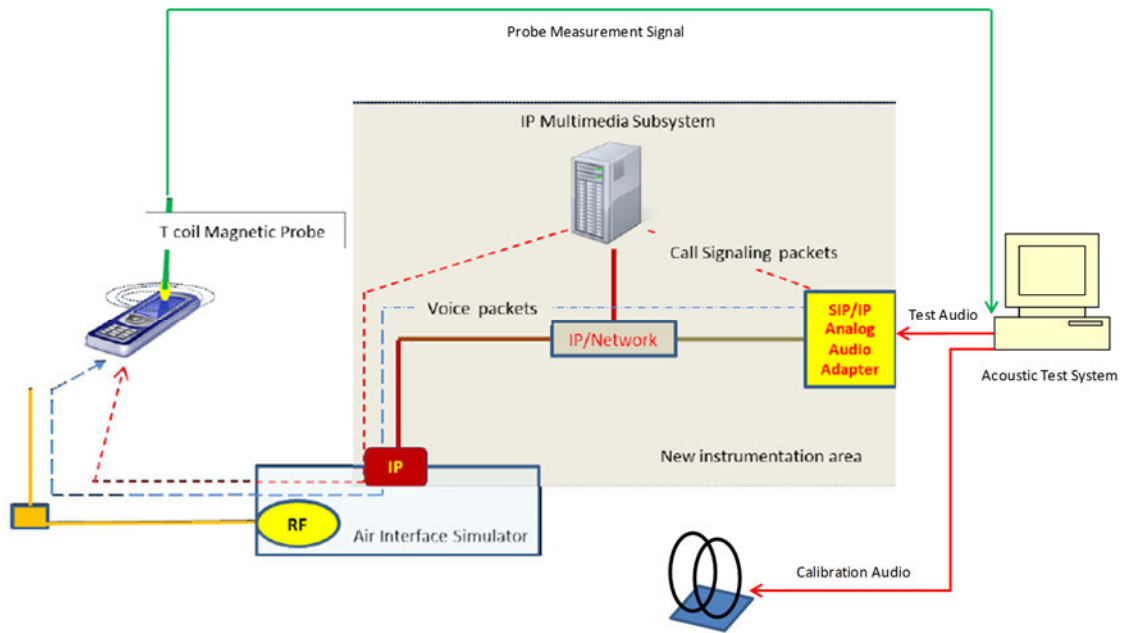 Probe Measurement Signal
IP Multimedia Subsystem
T coil Magnetic Probe
Call Signaling packets
Voice packets
SIP/IP
Analog
Audio
Adapter
Test Audio
IP/Network
Acoustic Test System
New instrumentation area
IP
RF
Air Interface Simulator
Calibration Audio